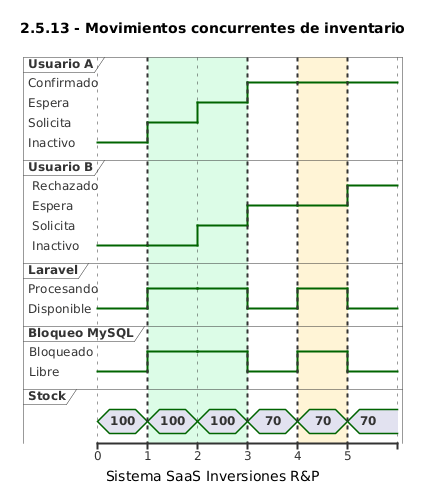 2.5.13 - Movimientos concurrentes de inventario
Usuario A
Confirmado
Espera
Solicita
Inactivo
Usuario B
Rechazado
Espera
Solicita
Inactivo
Laravel
Procesando
Disponible
Bloqueo MySQL
Bloqueado
Libre
Stock
100 100 100 70 70 70
0 1 2 3 4 5
Sistema SaaS Inversiones R&P